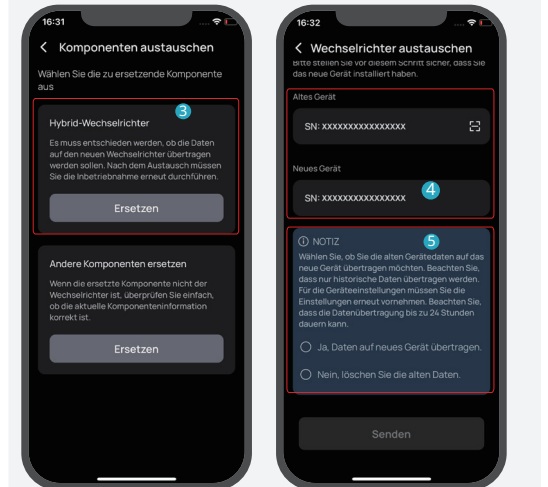 16:31
Komponenten austauschen
Wählen Sie die zu ersetzende Komponente
aus
3
Hybrid-Wechselrichter
Es muss entschieden werden, ob die Daten
auf den neuen Wechselrichter übertragen
werden sollen. Nach dem Austausch müssen
Sie die Inbetriebnahme erneut durchführen.
Ersetzen
Andere Komponenten ersetzen
Wenn die ersetzte Komponente nicht der
Wechselrichter ist, überprüfen Sie einfach,
ob die aktuelle Komponenteninformation
korrekt ist.
Ersetzen
16:32
Wechselrichter austauschen
Bitte stellen Sie vor diesem Schritt sicher, dass Sie
das neue Gerät installiert haben.
Altes Gerät
SN: xxxxxxxxxxxxxxxx
Neues Gerät
SN: xxxxxxxxxxxxxxxx
4
NOTIZ
5
Wählen Sie, ob Sie die alten Gerätedaten auf das
neue Gerät übertragen möchten. Beachten Sie,
dass nur historische Daten übertragen werden.
Für die Geräteeinstellungen müssen Sie die
Einstellungen erneut vornehmen. Beachten Sie,
dass die Datenübertragung bis zu 24 Stunden
dauern kann.
Ja, Daten auf neues Gerät übertragen.
Nein, löschen Sie die alten Daten.
Senden